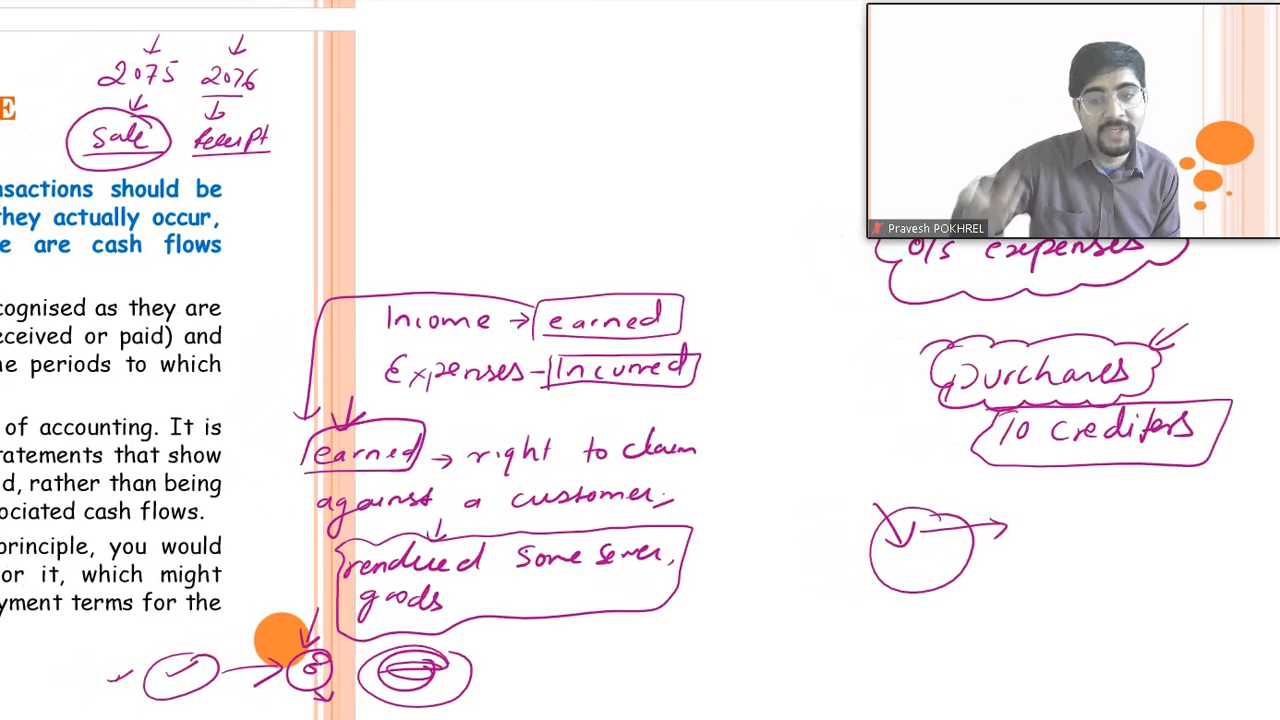 2075 2076
Sale receipt
E
nsactions should be
they actually occur,
e are cash flows
cognised as they are
eceived or paid) and
he periods to which
of accounting. It is
tatements that show
d, rather than being
sociated cash flows.
principle, you would
or it, which might
yment terms for the
Income → earned
Expenses - Incurred
earned → right to claim
against a customer
rendered some
goods
Pravesh POKHREL
O/s expenses
purchases
To creditors